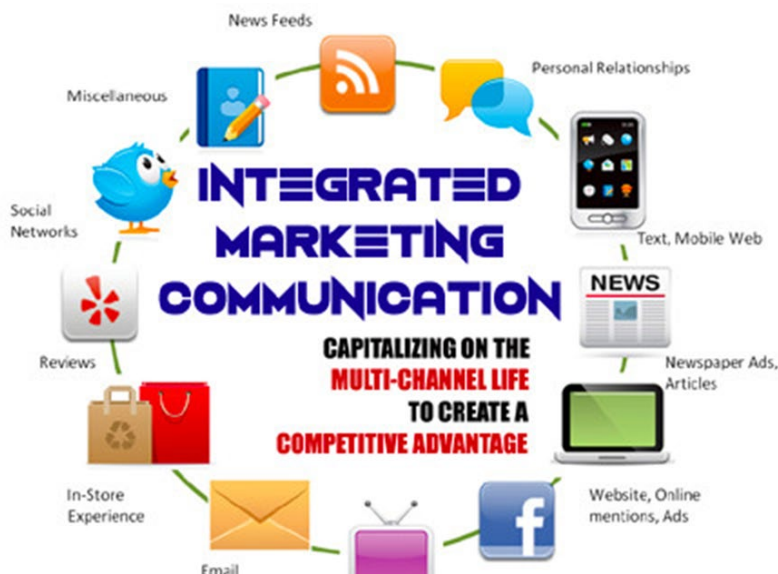 News Feeds
Personal Relationships
Miscellaneous
INTEGRATED
MARKETING
COMMUNICATION
Social
Networks
Text, Mobile Web
NEWS
CAPITALIZING ON THE
MULTI-CHANNEL LIFE
TO CREATE A
COMPETITIVE ADVANTAGE
Reviews
Newspaper Ads,
Articles
In-Store
Experience
Website, Online
mentions, Ads
f
Email